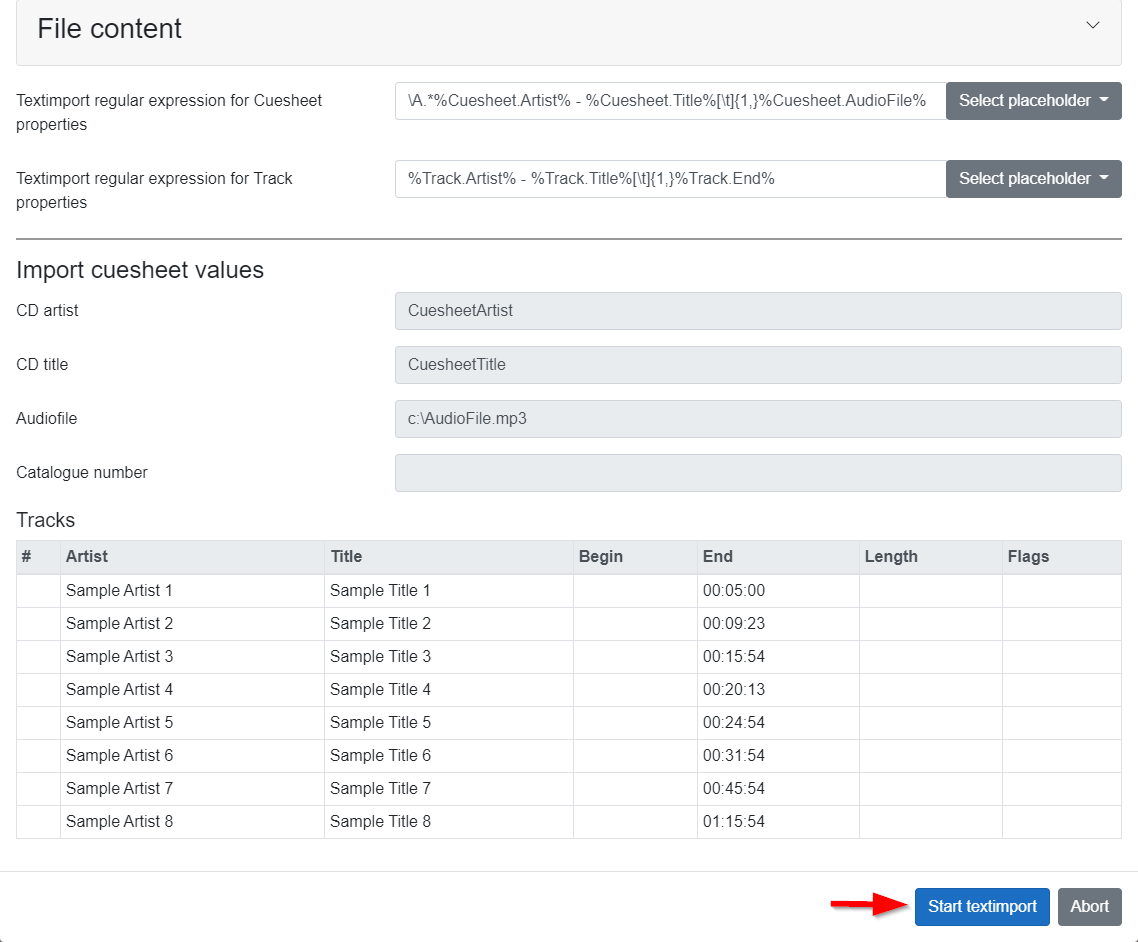 File content
Textimport regular expression for Cuesheet
properties
\A.*%Cuesheet.Artist% - %Cuesheet.Title%[\t]{1,}%Cuesheet.AudioFile%
Select placeholder
Textimport regular expression for Track
properties
%Track.Artist% - %Track.Title%[\t]{1,}%Track.End%
Select placeholder
Import cuesheet values
CD artist CuesheetArtist
CD title CuesheetTitle
Audiofile c:\AudioFile.mp3
Catalogue number
Tracks
# Artist Title Begin End Length Flags
Sample Artist 1 Sample Title 1 00:05:00
Sample Artist 2 Sample Title 2 00:09:23
Sample Artist 3 Sample Title 3 00:15:54
Sample Artist 4 Sample Title 4 00:20:13
Sample Artist 5 Sample Title 5 00:24:54
Sample Artist 6 Sample Title 6 00:31:54
Sample Artist 7 Sample Title 7 00:45:54
Sample Artist 8 Sample Title 8 01:15:54
Start textimport Abort